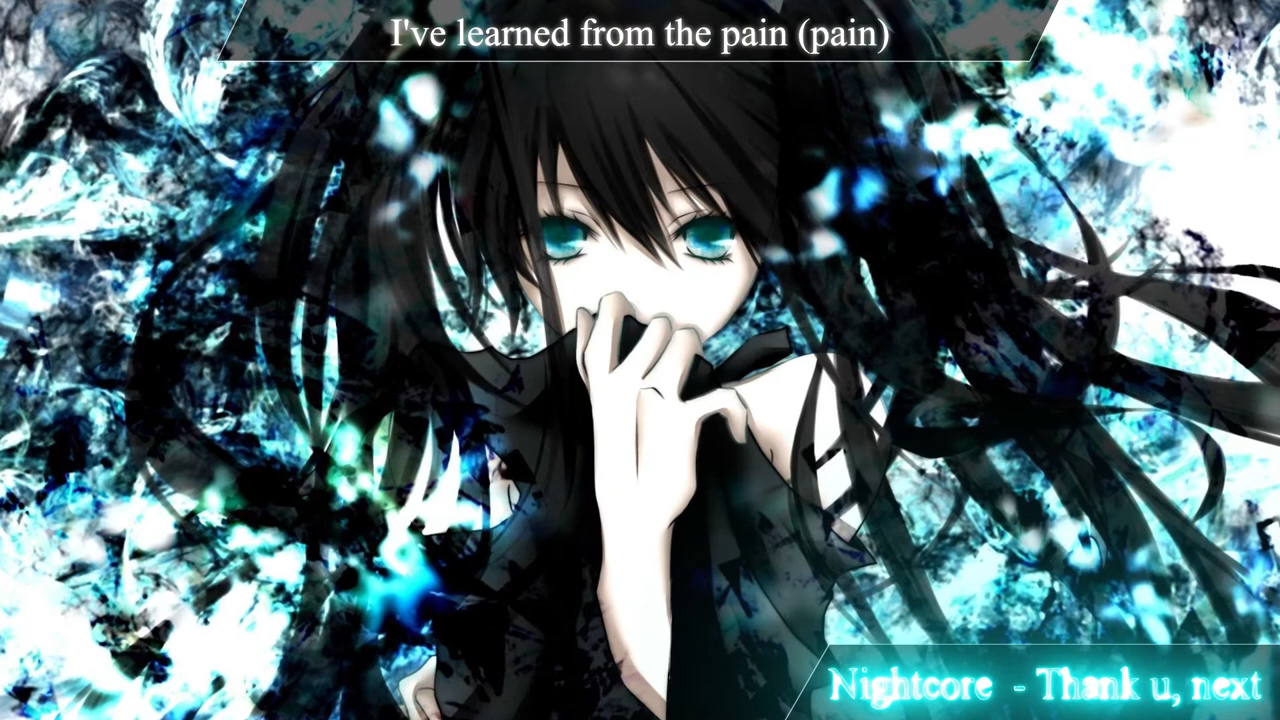 I've learned from the pain (pain)
Nightcore - Thank u, next